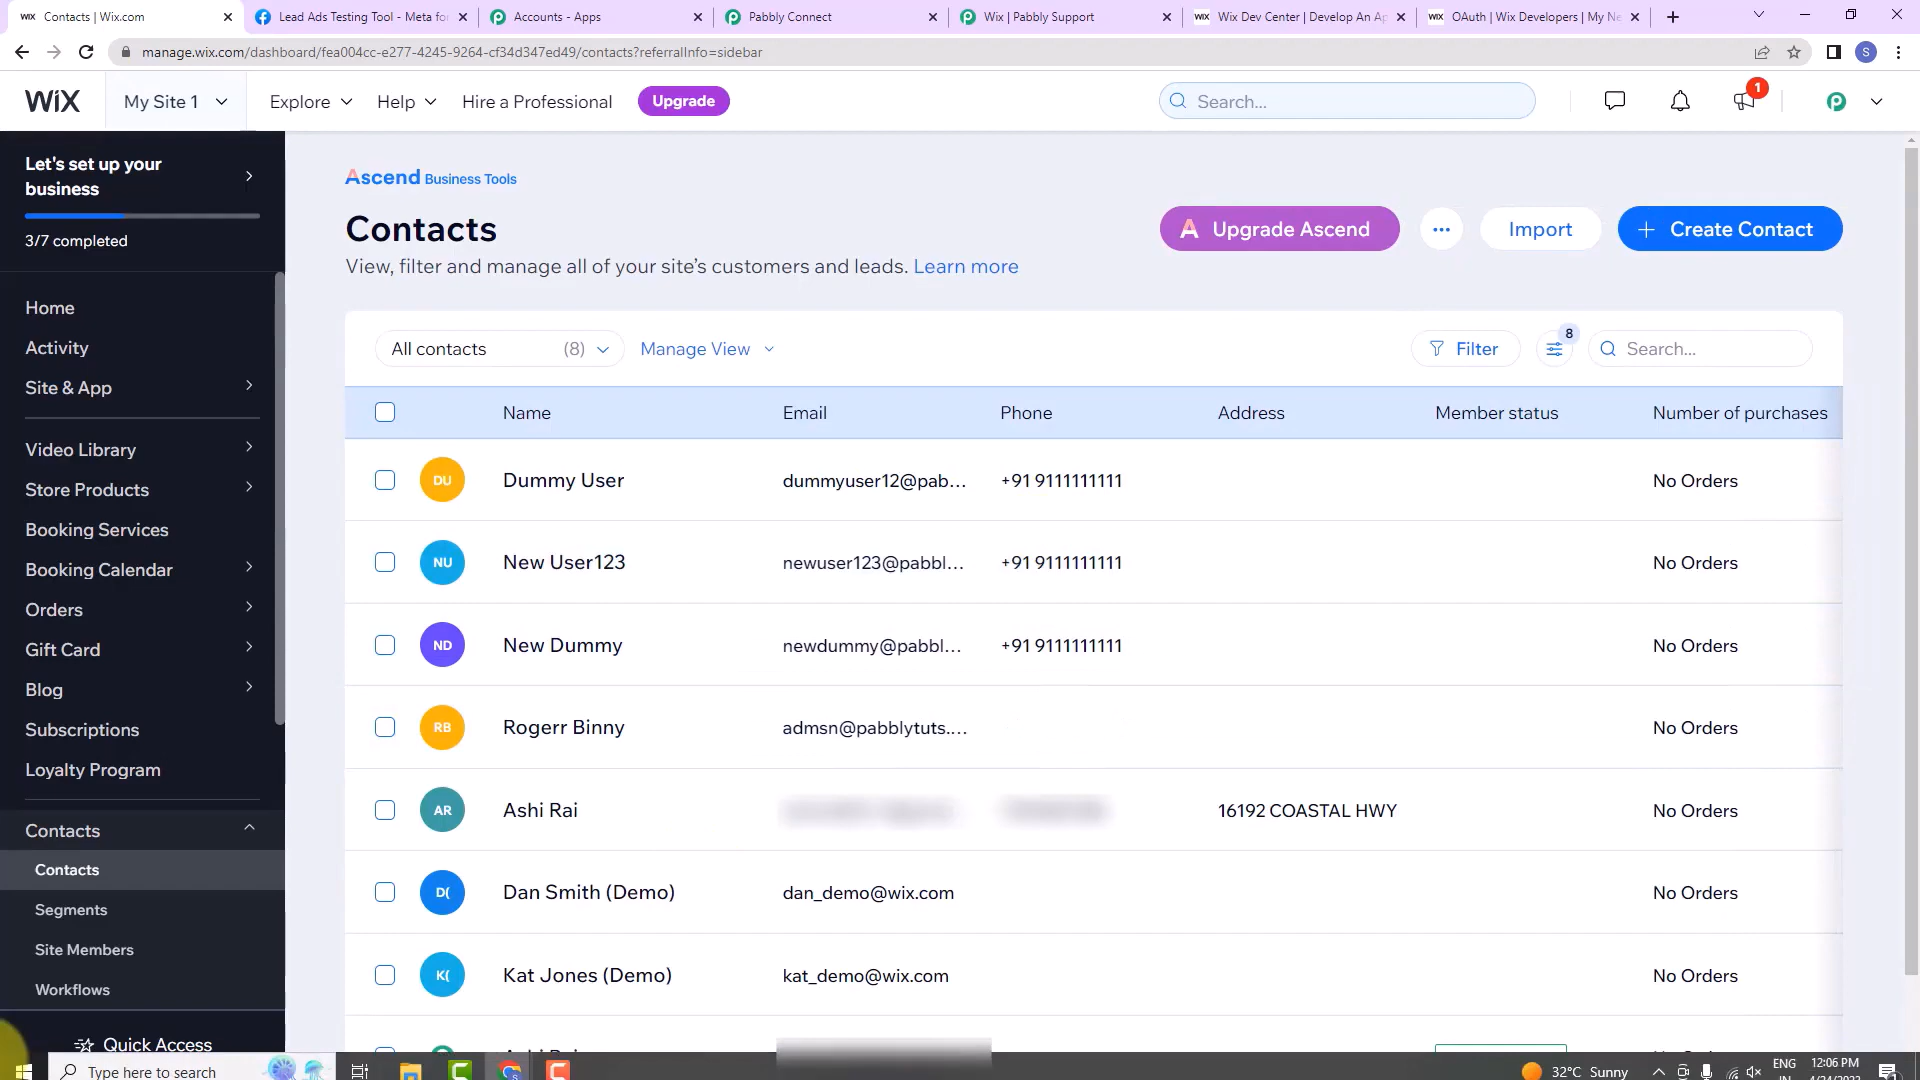 Contacts | Wix.com
Lead Ads Testing Tool - Meta fo
Accounts - Apps
Pabbly Connect
Wix | Pabbly Support
Wix Dev Center | Develop An Ap
OAuth | Wix Developers | My Ne
manage.wix.com/dashboard/fea004cc-e277-4245-9264-cf34d347ed49/contacts?referralInfo=sidebar
S
WiX
My Site 1
Explore
Help
Hire a Professional
Upgrade
Search...
1
Let's set up your
business
3/7 completed
Home
Activity
Site & App
Video Library
Store Products
Booking Services
Booking Calendar
Orders
Gift Card
Blog
Subscriptions
Loyalty Program
Contacts
Contacts
Segments
Site Members
Workflows
Quick Access
Ascend Business Tools
Contacts
View, filter and manage all of your site's customers and leads. Learn more
A Upgrade Ascend
Import
+ Create Contact
All contacts (8)
Manage View
Filter
8
Search...
Name Email Phone Address Member status Number of purchases
DU Dummy User dummyuser12@pab... +91 9111111111 No Orders
NU New User123 newuser123@pabbl... +91 9111111111 No Orders
ND New Dummy newdummy@pabbl... +91 9111111111 No Orders
RB Rogerr Binny admsn@pabblytuts.... No Orders
AR Ashi Rai 16192 COASTAL HWY No Orders
D( Dan Smith (Demo) dan_demo@wix.com No Orders
K( Kat Jones (Demo) kat_demo@wix.com No Orders
Type here to search
32°C Sunny
ENG
IN
12:06 PM